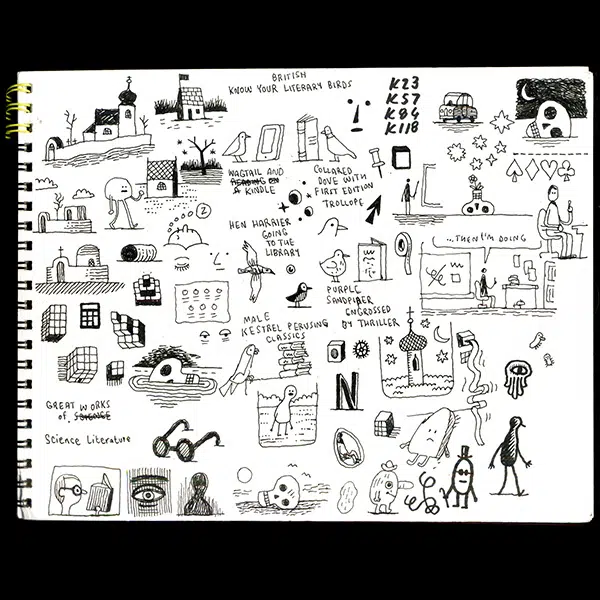 BRITISH
KNOW YOUR LITERARY BIRDS
K23
K57
K84
K118
WAGTAIL AND
READING ON
A KINDLE
COLLARED
DOVE WITH
FIRST EDITION
TROLLOPE
Z
HEN HARRIER
GOING
TO THE
LIBRARY
...THEN I'M DOING
PURPLE
SANDPIPER
ENGROSSED
BY THRILLER
MALE
KESTREL PERUSING
CLASSICS
N
GREAT WORKS
of SCIENCE
Science Literature